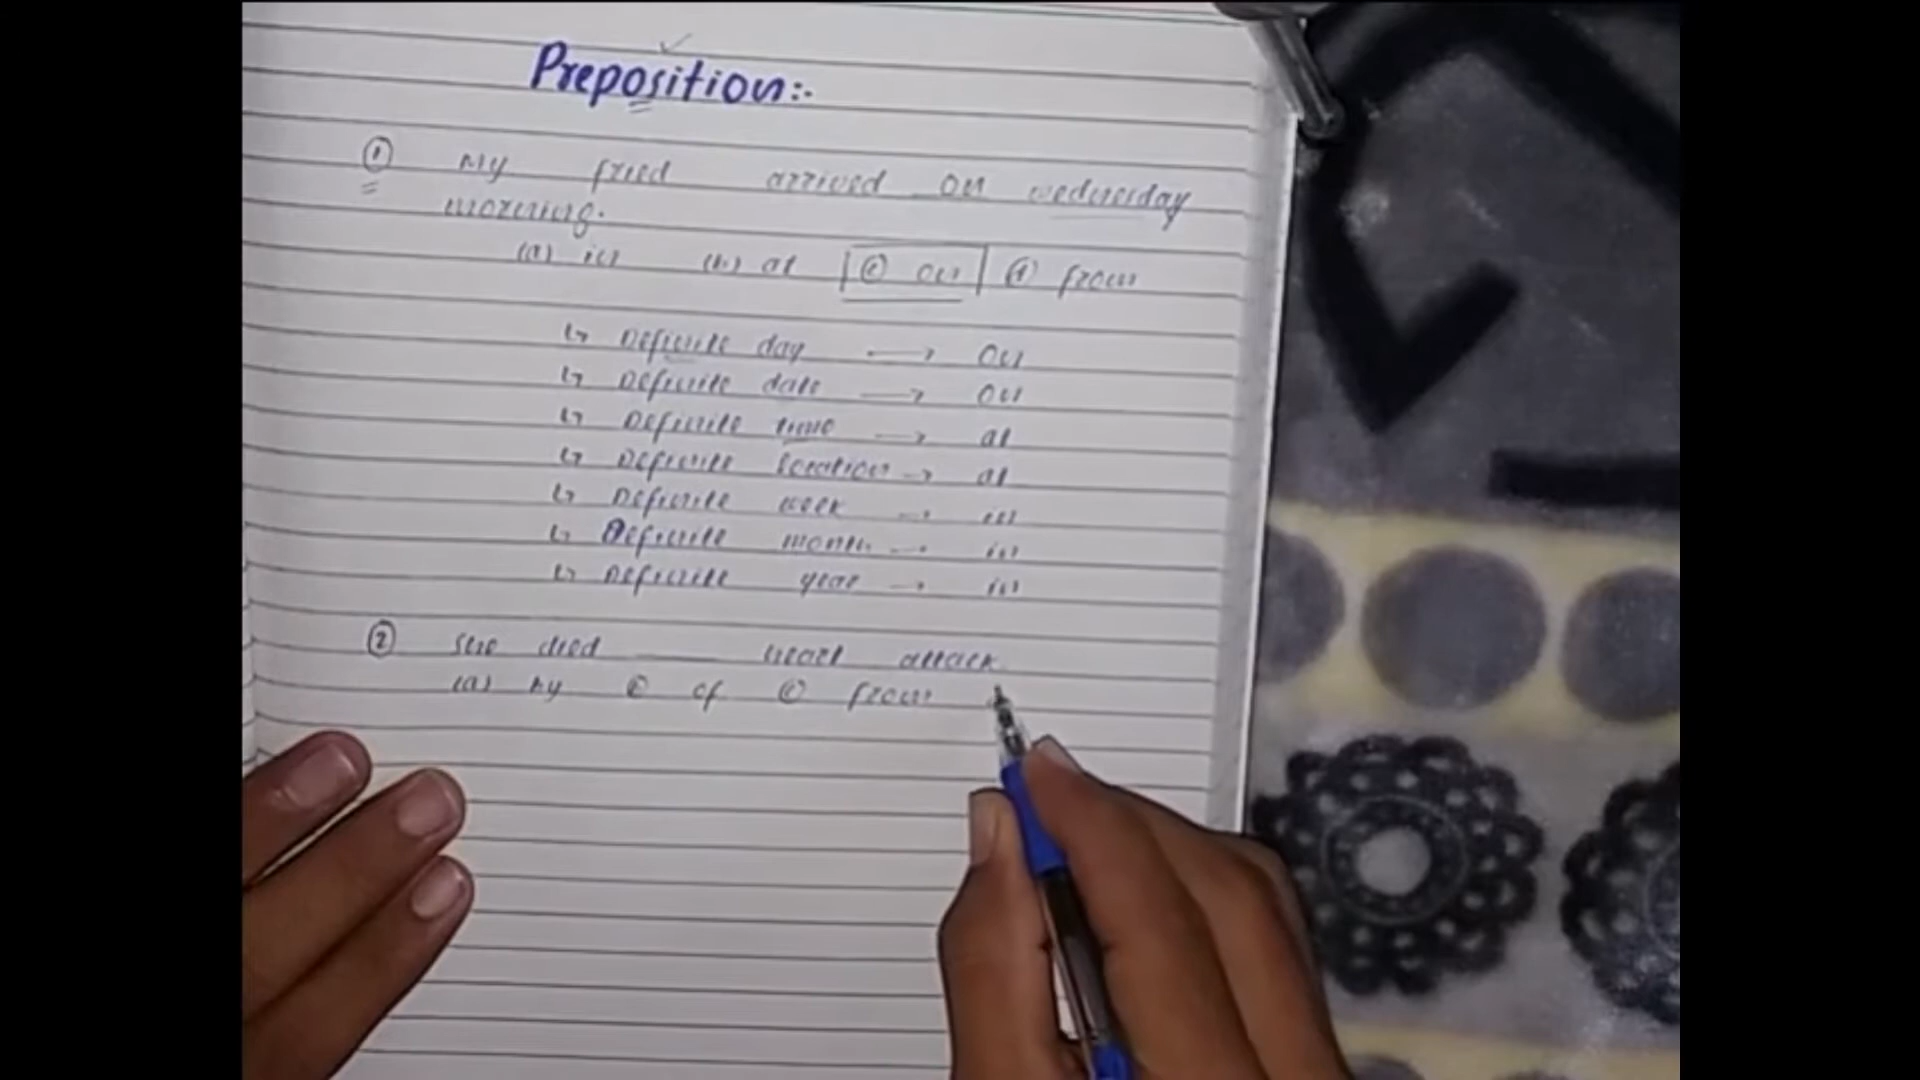 Preposition:-
① My fried arrived on wednesday
morning.
(a) in (b) at (c) on (d) from
↳ Definite day → on
↳ Definite date → on
↳ Definite time → at
↳ Definite location → at
↳ Definite week → in
↳ Definite month → in
↳ Definite year → in
② She died ____ heart attack
(a) by (b) of (c) from